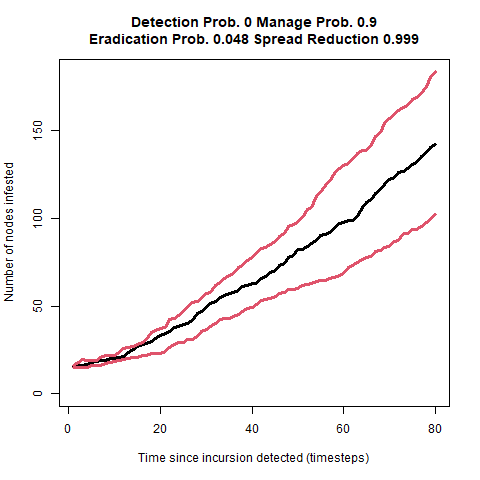 Detection Prob. 0 Manage Prob. 0.9
Eradication Prob. 0.048 Spread Reduction 0.999
Number of nodes infested
150
100
50
0
0 20 40 60 80
Time since incursion detected (timesteps)